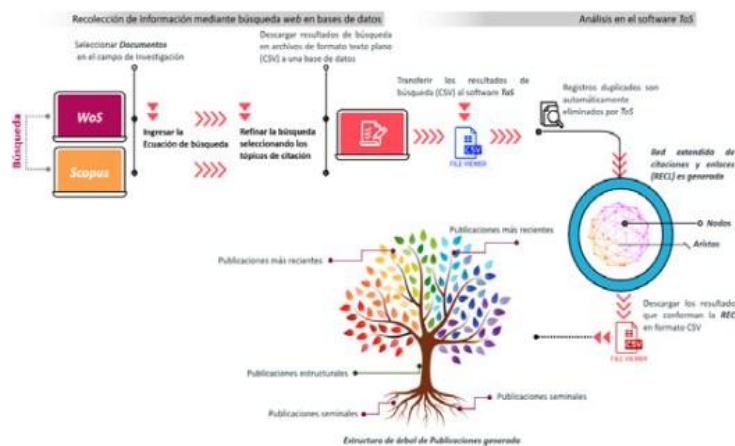 Recolección de información mediante búsqueda web en bases de datos
Análisis en el software ToS
Seleccionar Documentos
en el campo de investigación
Descargar resultados de búsqueda
en archivos de formato texto plano
(CSV) a una base de datos
Transferir los resultados de
búsqueda (CSV) al software ToS
Registros duplicados son
automáticamente
eliminados por ToS
Búsqueda
WoS
Scopus
Ingresar la
Ecuación de búsqueda
Refinar la búsqueda
seleccionando los
tópicos de citación
CSV
FILE VIEWER
Red extendida de
citaciones y enlaces
(RECL) es generada
Nodos
Aristas
Descargar los resultado
que conforman la REC
en formato CSV
CSV
FILE VIEWER
Publicaciones más recientes
Publicaciones más recientes
Publicaciones estructurales
Publicaciones seminales
Publicaciones seminales
Estructura de árbol de Publicaciones generada